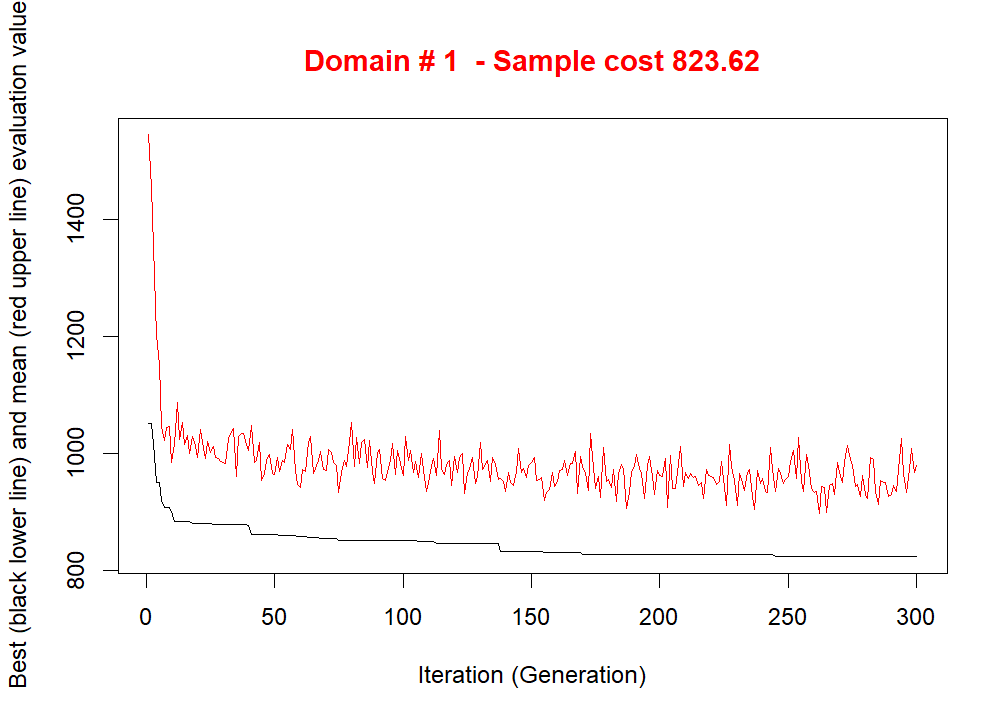 Domain # 1  - Sample cost 823.62
Best (black lower line) and mean (red upper line) evaluation value
1400
1200
1000
800
0 50 100 150 200 250 300
Iteration (Generation)